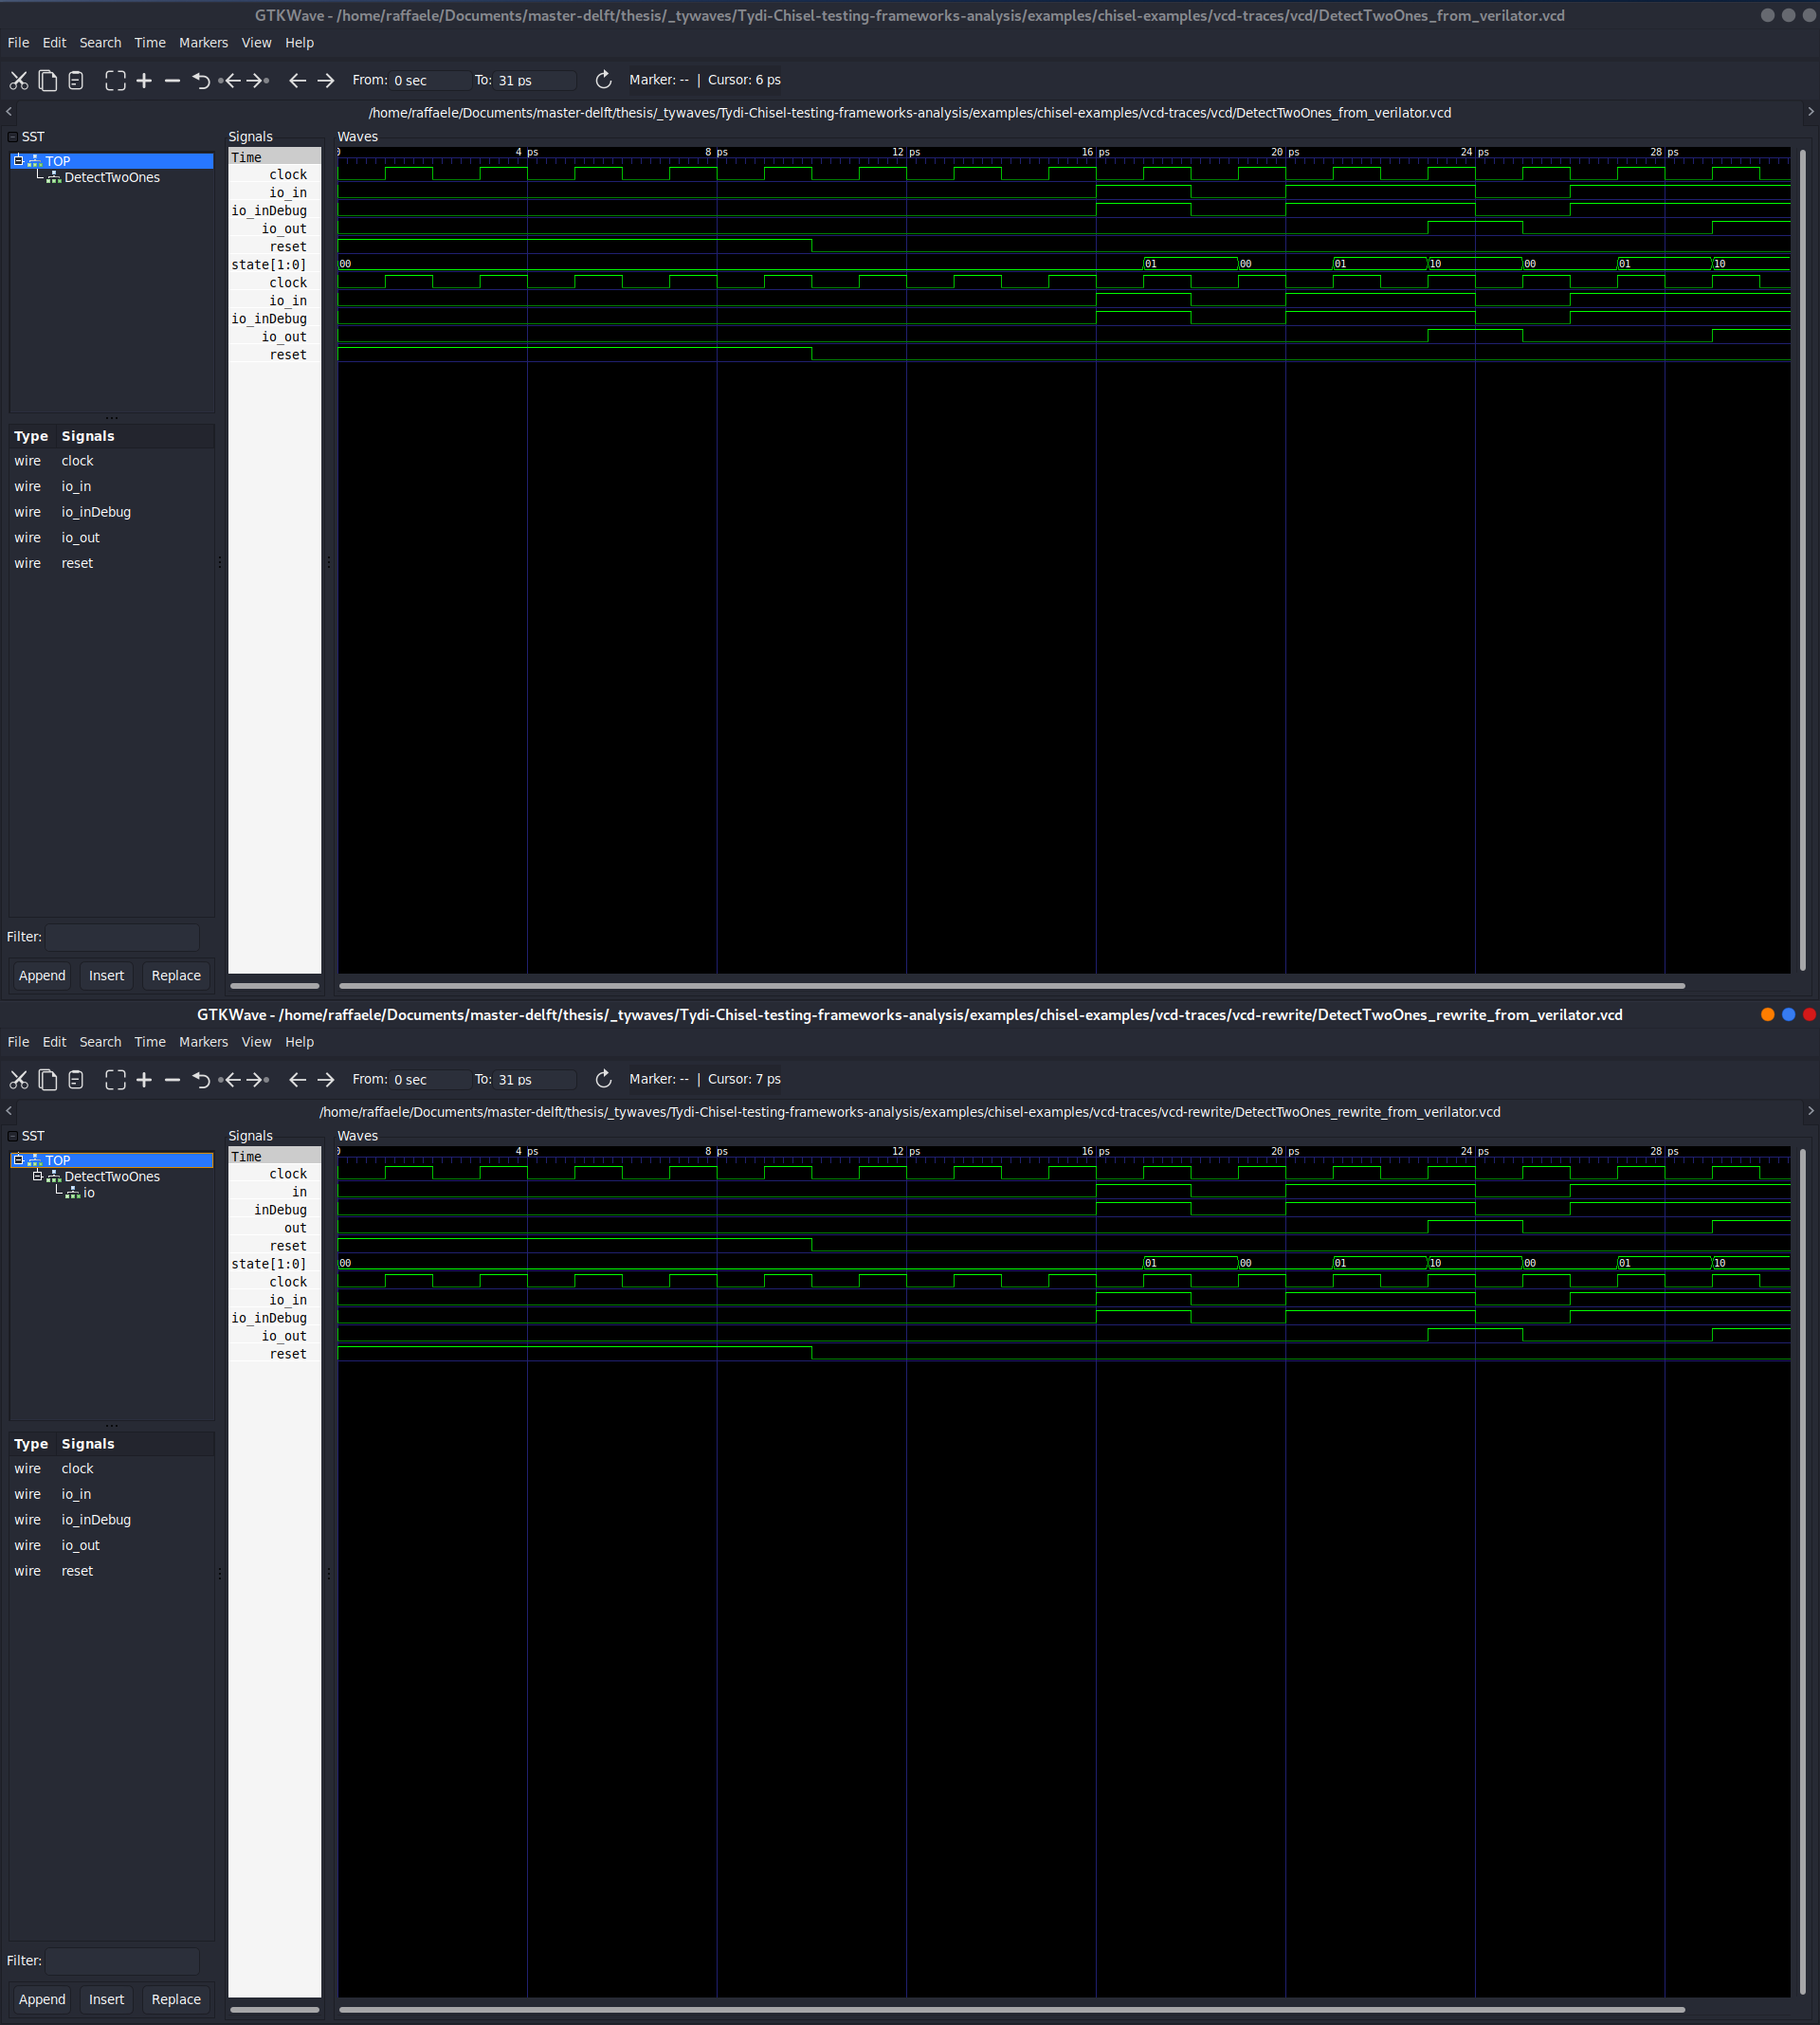 GTKWave - /home/raffaele/Documents/master-delft/thesis/_tywaves/Tydi-Chisel-testing-frameworks-analysis/examples/chisel-examples/vcd-traces/vcd/DetectTwoOnes_from_verilator.vcd
File Edit Search Time Markers View Help
From: 0 sec To: 31 ps Marker: -- | Cursor: 6 ps
/home/raffaele/Documents/master-delft/thesis/_tywaves/Tydi-Chisel-testing-frameworks-analysis/examples/chisel-examples/vcd-traces/vcd/DetectTwoOnes_from_verilator.vcd
SST
TOP
DetectTwoOnes
Type Signals
wire clock
wire io_in
wire io_inDebug
wire io_out
wire reset
Filter:
Append Insert Replace
Signals
Time
clock
io_in
io_inDebug
io_out
reset
state[1:0]
clock
io_in
io_inDebug
io_out
reset
Waves
0 4 ps 8 ps 12 ps 16 ps 20 ps 24 ps 28 ps
00 01 00 01 10 00 01 10
GTKWave - /home/raffaele/Documents/master-delft/thesis/_tywaves/Tydi-Chisel-testing-frameworks-analysis/examples/chisel-examples/vcd-traces/vcd-rewrite/DetectTwoOnes_rewrite_from_verilator.vcd
File Edit Search Time Markers View Help
From: 0 sec To: 31 ps Marker: -- | Cursor: 7 ps
/home/raffaele/Documents/master-delft/thesis/_tywaves/Tydi-Chisel-testing-frameworks-analysis/examples/chisel-examples/vcd-traces/vcd-rewrite/DetectTwoOnes_rewrite_from_verilator.vcd
SST
TOP
DetectTwoOnes
io
Type Signals
wire clock
wire io_in
wire io_inDebug
wire io_out
wire reset
Filter:
Append Insert Replace
Signals
Time
clock
in
inDebug
out
reset
state[1:0]
clock
io_in
io_inDebug
io_out
reset
Waves
0 4 ps 8 ps 12 ps 16 ps 20 ps 24 ps 28 ps
00 01 00 01 10 00 01 10